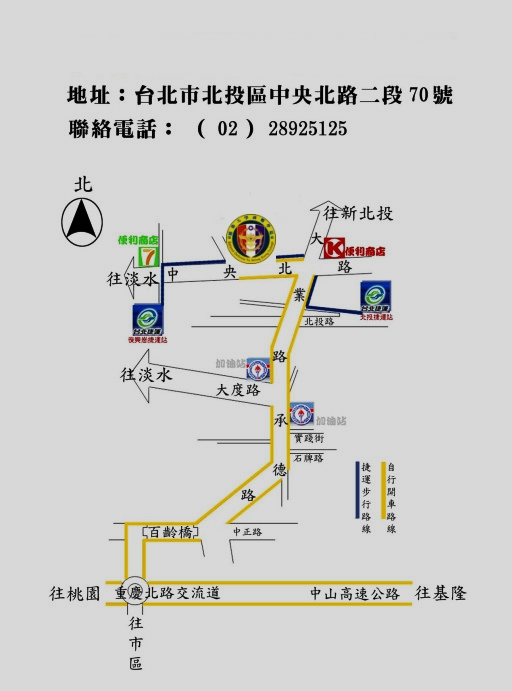 地址：台北市北投區中央北路二段70號
聯絡電話：（02）28925125
北
往新北投
大
便利商店
7
K便利商店
中
央
北
路
往淡水
業
台北捷運
復興崗捷運站
北投捷運站
北投路
路
加油站
往淡水
大度路
加油站
承
實踐街
石牌路
德
路
捷運步行路線
自行開車路線
百齡橋
中正路
往桃園
重慶北路交流道
中山高速公路
往基隆
往市區